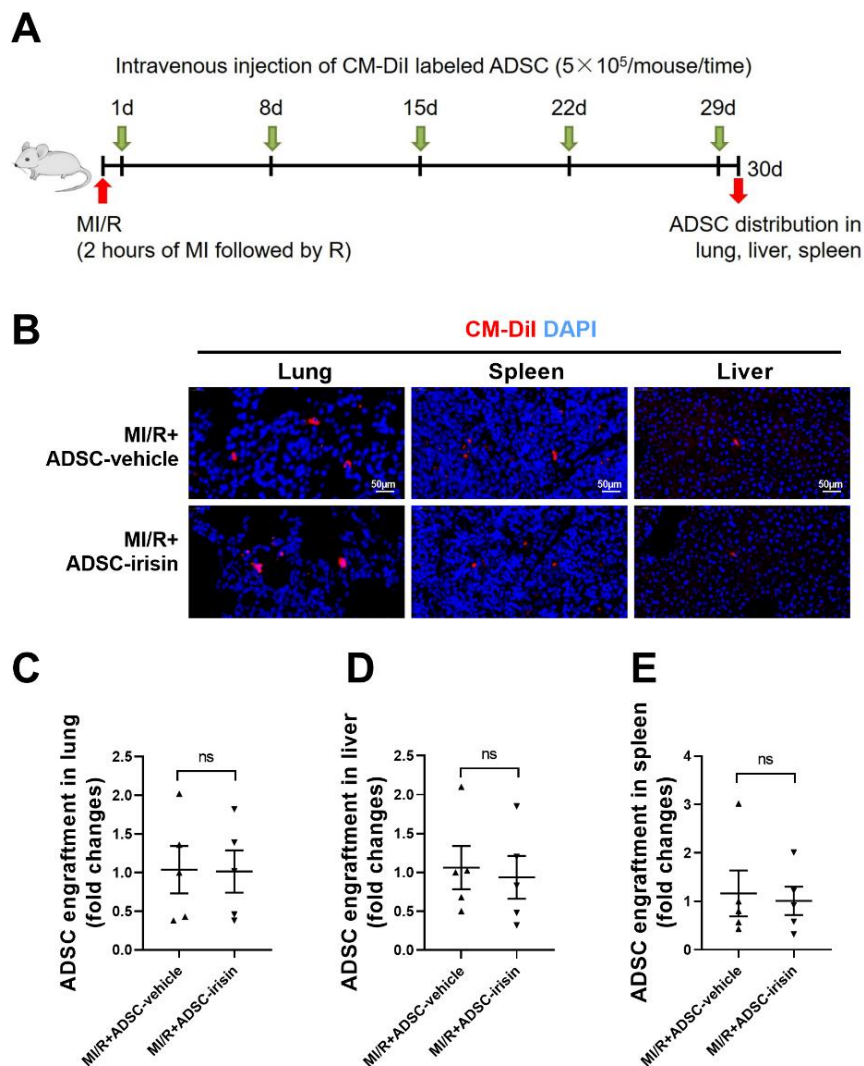 A
Intravenous injection of CM-DiI labeled ADSC (5×10⁵/mouse/time)
1d 8d 15d 22d 29d
30d
MI/R
(2 hours of MI followed by R)
ADSC distribution in
lung, liver, spleen
B
CM-DiI DAPI
Lung Spleen Liver
MI/R+
ADSC-vehicle
50μm 50μm 50μm
MI/R+
ADSC-irisin
C
ADSC engraftment in lung
(fold changes)
2.5
2.0
1.5
1.0
0.5
0.0
ns
MI/R+ADSC-vehicle
MI/R+ADSC-irisin
D
ADSC engraftment in liver
(fold changes)
2.5
2.0
1.5
1.0
0.5
0.0
ns
MI/R+ADSC-vehicle
MI/R+ADSC-irisin
E
ADSC engraftment in spleen
(fold changes)
4
3
2
1
0
ns
MI/R+ADSC-vehicle
MI/R+ADSC-irisin